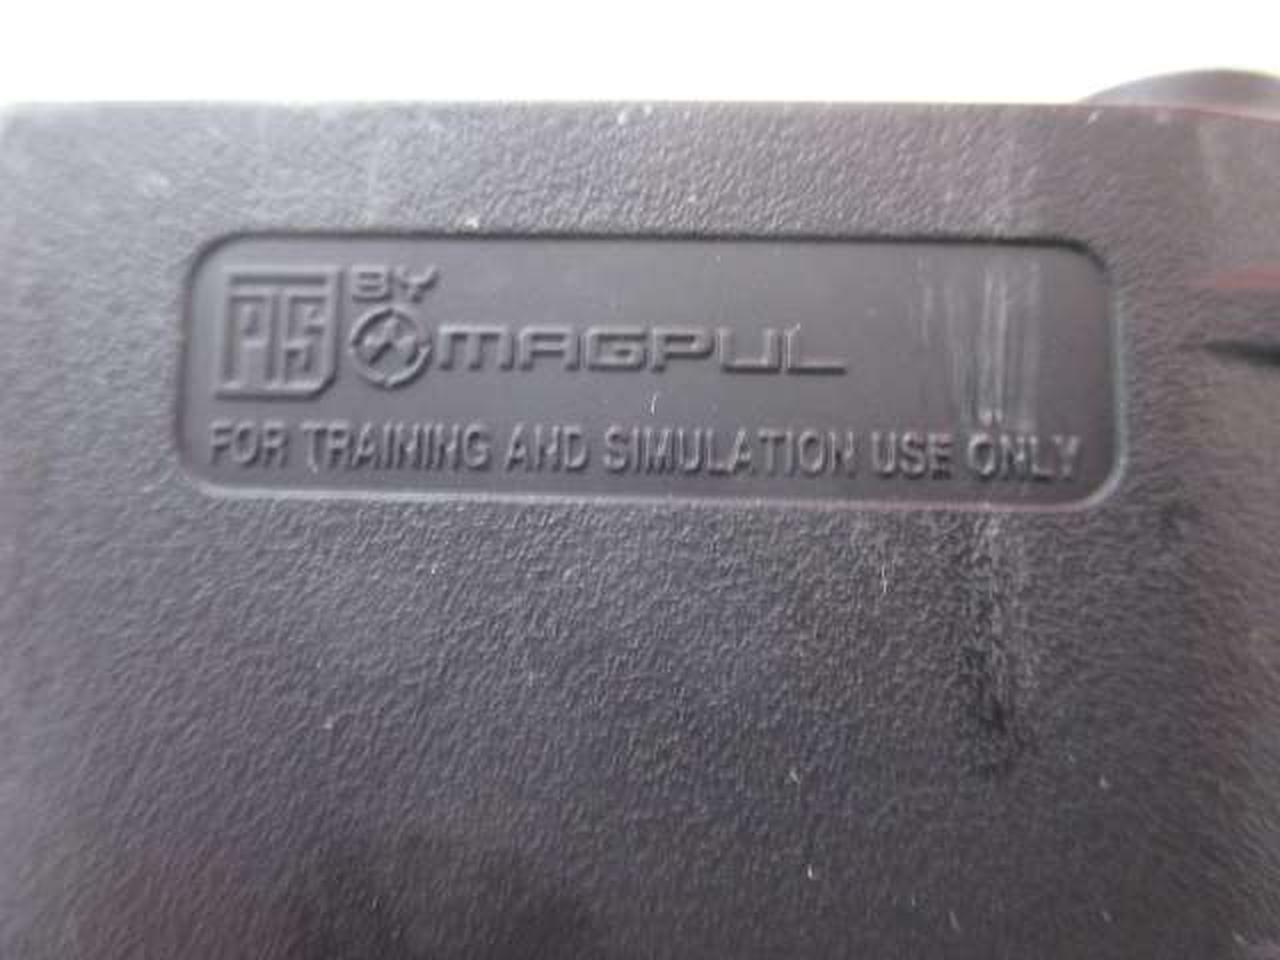 PTS BY
MAGPUL
FOR TRAINING AND SIMULATION USE ONLY